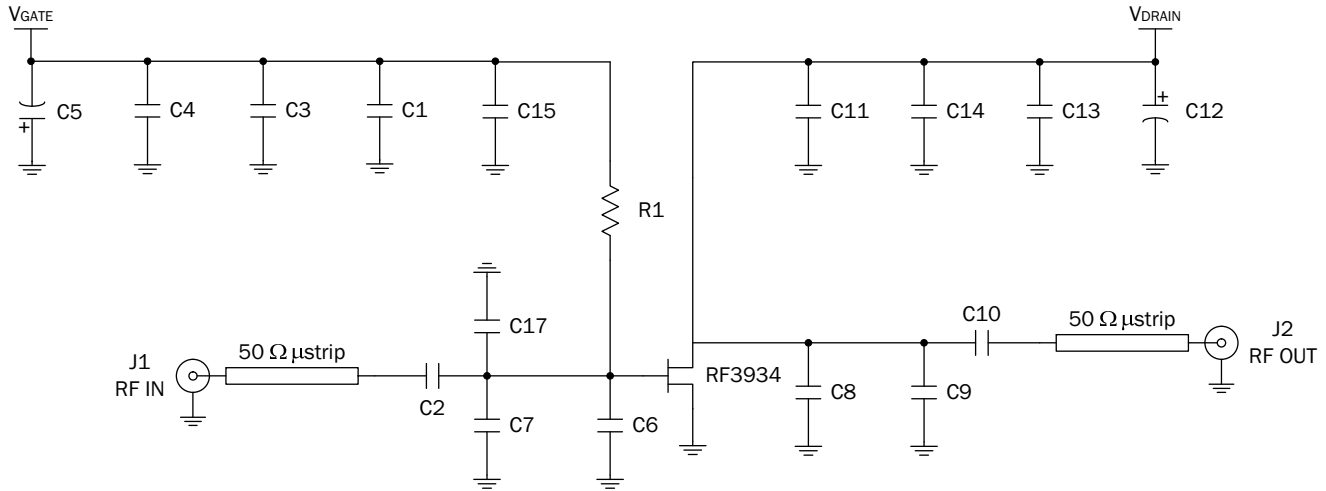 VGATE
VDRAIN
C5
+
C4
C3
C1
C15
C11
C14
C13
+
C12
R1
C17
C10
50 Ω µstrip
J1
RF IN
50 Ω µstrip
J2
RF OUT
C2
C7
C6
RF3934
C8
C9